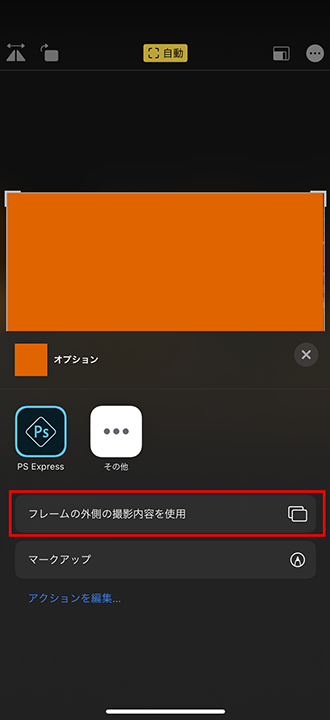 自動
オプション
Ps
PS Express
その他
フレームの外側の撮影内容を使用
マークアップ
アクションを編集...